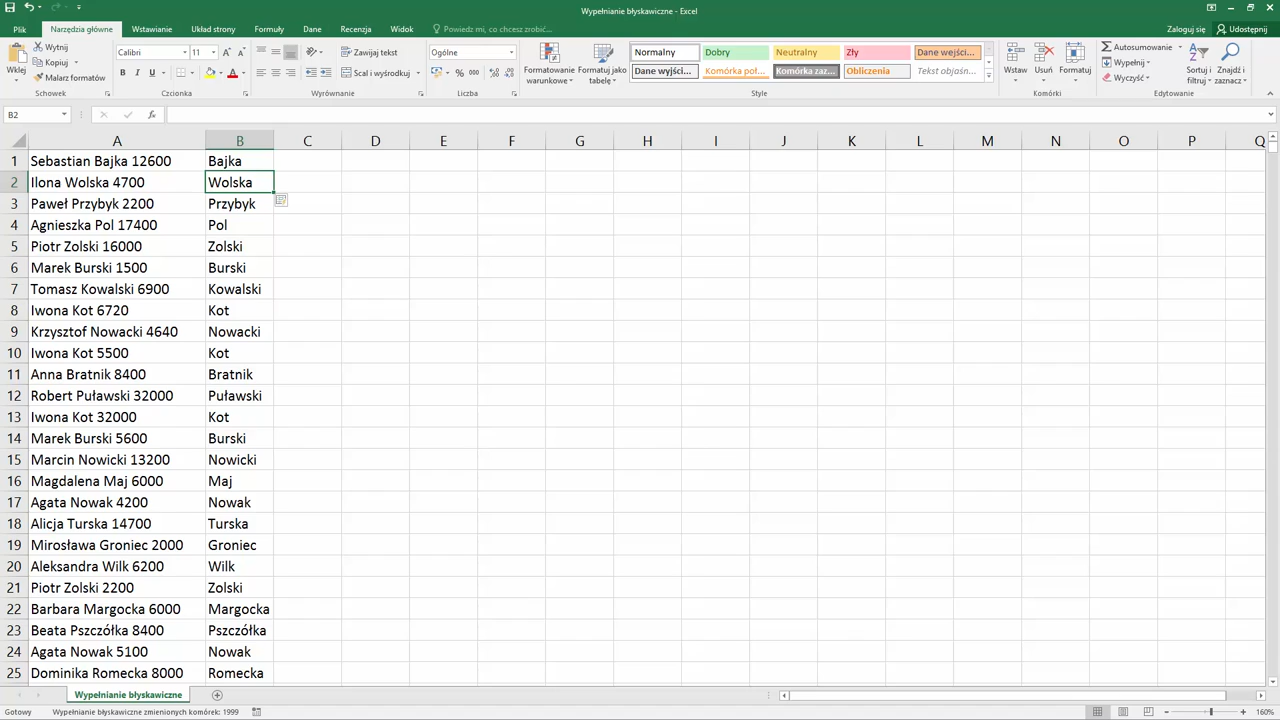 Wypełnianie błyskawiczne - Excel
Plik Narzędzia główne Wstawianie Układ strony Formuły Dane Recenzja Widok Powiedz mi, co chcesz zrobić. Zaloguj się Udostępnij
Wklej Wytnij Kopiuj Malarz formatów Schowek
Calibri 11 Czcionka
Zawijaj tekst Scal i wyśrodkuj Wyrównanie
Ogólne % 000 Liczba
Formatowanie warunkowe Formatuj jako tabelę
Normalny Dobry Neutralny Zły Dane wejści...
Dane wyjści... Komórka poł... Komórka zaz... Obliczenia Tekst objaśn...
Style
Wstaw Usuń Formatuj Komórki
Autosumowanie Wypełnij Wyczyść Sortuj i filtruj Znajdź i zaznacz Edytowanie
B2 fx
A B C D E F G H I J K L M N O P Q
1 Sebastian Bajka 12600 Bajka
2 Ilona Wolska 4700 Wolska
3 Paweł Przybyk 2200 Przybyk
4 Agnieszka Pol 17400 Pol
5 Piotr Zolski 16000 Zolski
6 Marek Burski 1500 Burski
7 Tomasz Kowalski 6900 Kowalski
8 Iwona Kot 6720 Kot
9 Krzysztof Nowacki 4640 Nowacki
10 Iwona Kot 5500 Kot
11 Anna Bratnik 8400 Bratnik
12 Robert Puławski 32000 Puławski
13 Iwona Kot 32000 Kot
14 Marek Burski 5600 Burski
15 Marcin Nowicki 13200 Nowicki
16 Magdalena Maj 6000 Maj
17 Agata Nowak 4200 Nowak
18 Alicja Turska 14700 Turska
19 Mirosława Groniec 2000 Groniec
20 Aleksandra Wilk 6200 Wilk
21 Piotr Zolski 2200 Zolski
22 Barbara Margocka 6000 Margocka
23 Beata Pszczółka 8400 Pszczółka
24 Agata Nowak 5100 Nowak
25 Dominika Romecka 8000 Romecka
Wypełnianie błyskawiczne
Gotowy Wypełnianie błyskawiczne zmienionych komórek: 1999 160%